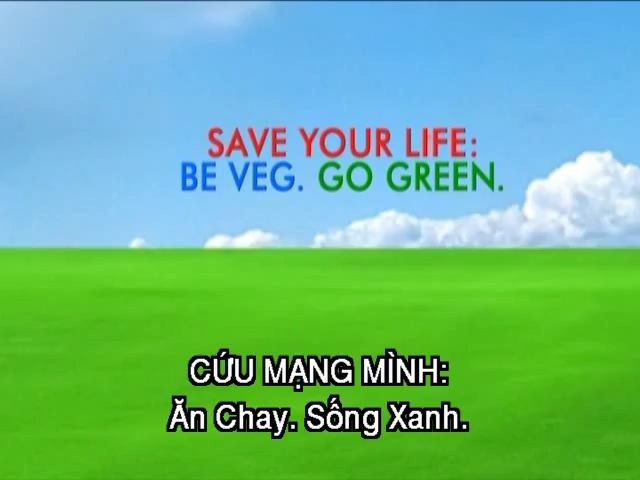 SAVE YOUR LIFE:
BE VEG. GO GREEN.
CỨU MẠNG MÌNH:
Ăn Chay. Sống Xanh.